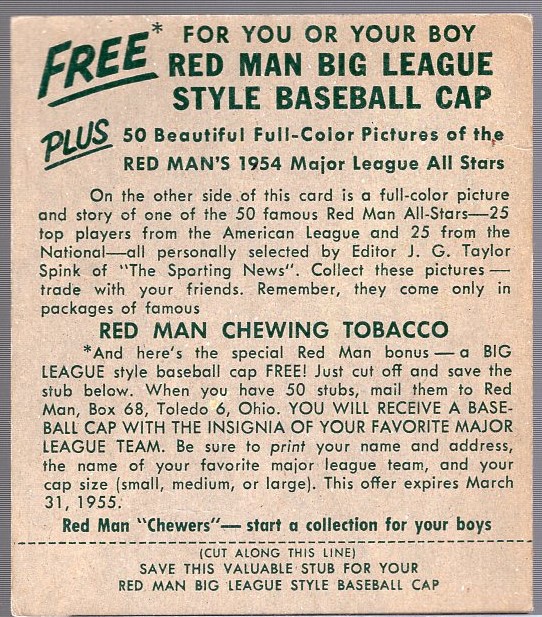 FREE* FOR YOU OR YOUR BOY
RED MAN BIG LEAGUE
STYLE BASEBALL CAP
PLUS 50 Beautiful Full-Color Pictures of the
RED MAN'S 1954 Major League All Stars
On the other side of this card is a full-color picture
and story of one of the 50 famous Red Man All-Stars—25
top players from the American League and 25 from the
National—all personally selected by Editor J. G. Taylor
Spink of "The Sporting News". Collect these pictures—
trade with your friends. Remember, they come only in
packages of famous
RED MAN CHEWING TOBACCO
*And here's the special Red Man bonus—a BIG
LEAGUE style baseball cap FREE! Just cut off and save the
stub below. When you have 50 stubs, mail them to Red
Man, Box 68, Toledo 6, Ohio. YOU WILL RECEIVE A BASE-
BALL CAP WITH THE INSIGNIA OF YOUR FAVORITE MAJOR
LEAGUE TEAM. Be sure to print your name and address,
the name of your favorite major league team, and your
cap size (small, medium, or large). This offer expires March
31, 1955.
Red Man "Chewers"—start a collection for your boys
(CUT ALONG THIS LINE)
SAVE THIS VALUABLE STUB FOR YOUR
RED MAN BIG LEAGUE STYLE BASEBALL CAP